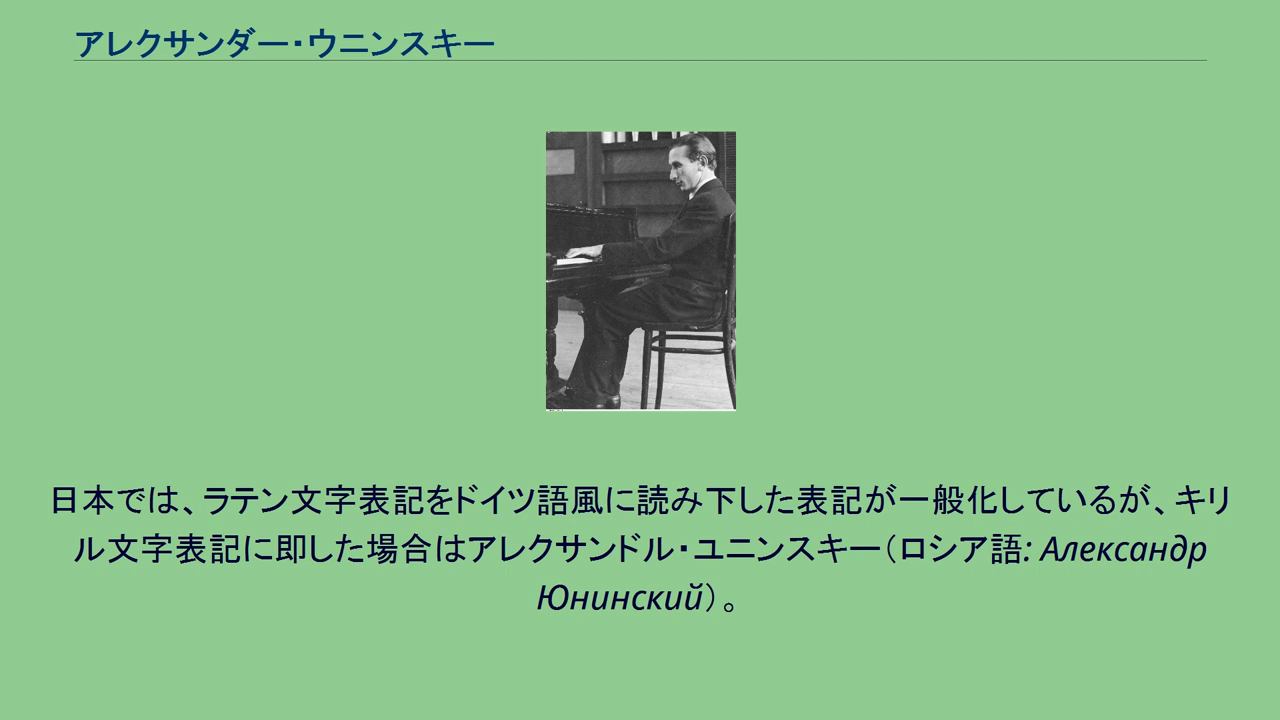 アレクサンダー・ウニンスキー
日本では、ラテン文字表記をドイツ語風に読み下した表記が一般化しているが、キリ
ル文字表記に即した場合はアレクサンドル・ユニンスキー（ロシア語: Александр
Юнинский）。